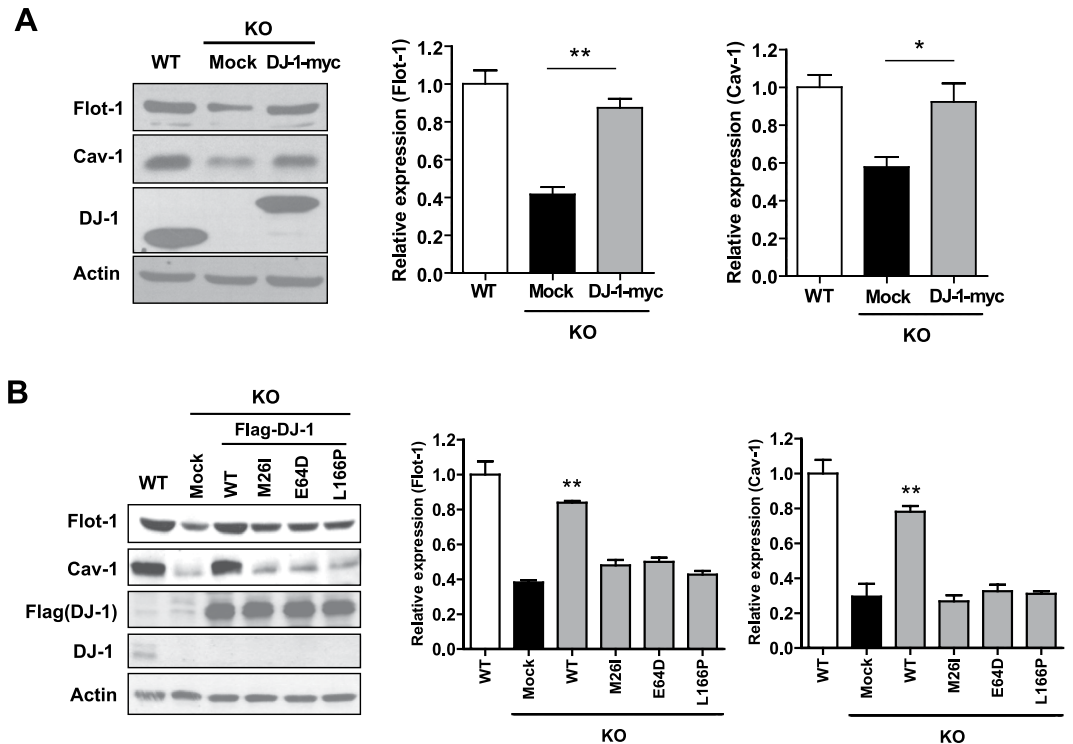 A
KO
WT Mock DJ-1-myc
Flot-1
Cav-1
DJ-1
Actin
Relative expression (Flot-1)
1.2
1.0
0.8
0.6
0.4
0.2
0.0
**
WT Mock DJ-1-myc
KO
Relative expression (Cav-1)
1.2
1.0
0.8
0.6
0.4
0.2
0.0
*
WT Mock DJ-1-myc
KO
B
KO
Flag-DJ-1
WT Mock WT M26I E64D L166P
Flot-1
Cav-1
Flag(DJ-1)
DJ-1
Actin
Relative expression (Flot-1)
1.2
1.0
0.8
0.6
0.4
0.2
0.0
**
WT Mock WT M26I E64D L166P
KO
Relative expression (Cav-1)
1.2
1.0
0.8
0.6
0.4
0.2
0.0
**
WT Mock WT M26I E64D L166P
KO